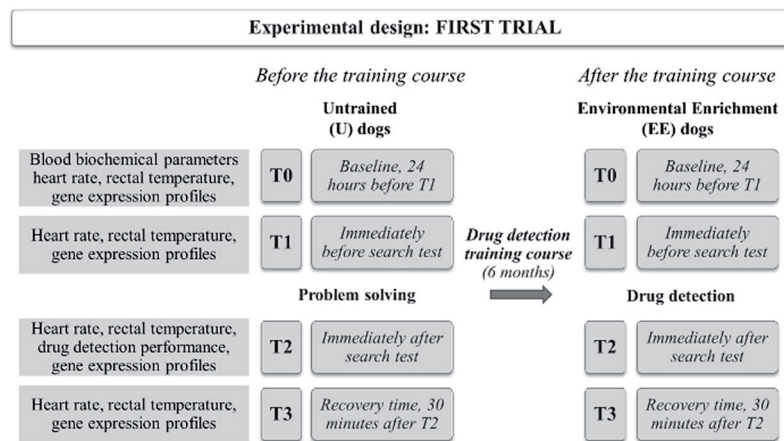 Experimental design: FIRST TRIAL
Before the training course
After the training course
Untrained
(U) dogs
Environmental Enrichment
(EE) dogs
Blood biochemical parameters
heart rate, rectal temperature,
gene expression profiles
T0
Baseline, 24
hours before T1
T0
Baseline, 24
hours before T1
Heart rate, rectal temperature,
gene expression profiles
T1
Immediately
before search test
Drug detection
training course
(6 months)
T1
Immediately
before search test
Problem solving
Drug detection
Heart rate, rectal temperature,
drug detection performance,
gene expression profiles
T2
Immediately after
search test
T2
Immediately after
search test
Heart rate, rectal temperature,
gene expression profiles
T3
Recovery time, 30
minutes after T2
T3
Recovery time, 30
minutes after T2